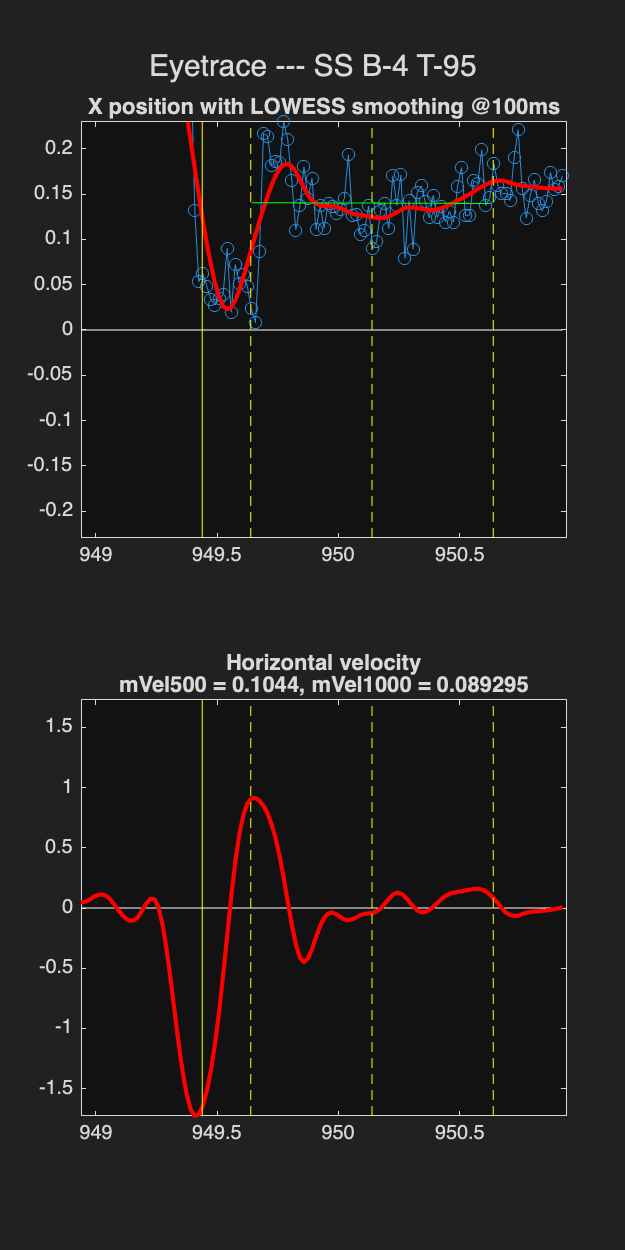 Eyetrace --- SS B-4 T-95
X position with LOWESS smoothing @100ms
0.2
0.15
0.1
0.05
0
-0.05
-0.1
-0.15
-0.2
949 949.5 950 950.5
Horizontal velocity
mVel500 = 0.1044, mVel1000 = 0.089295
1.5
1
0.5
0
-0.5
-1
-1.5
949 949.5 950 950.5